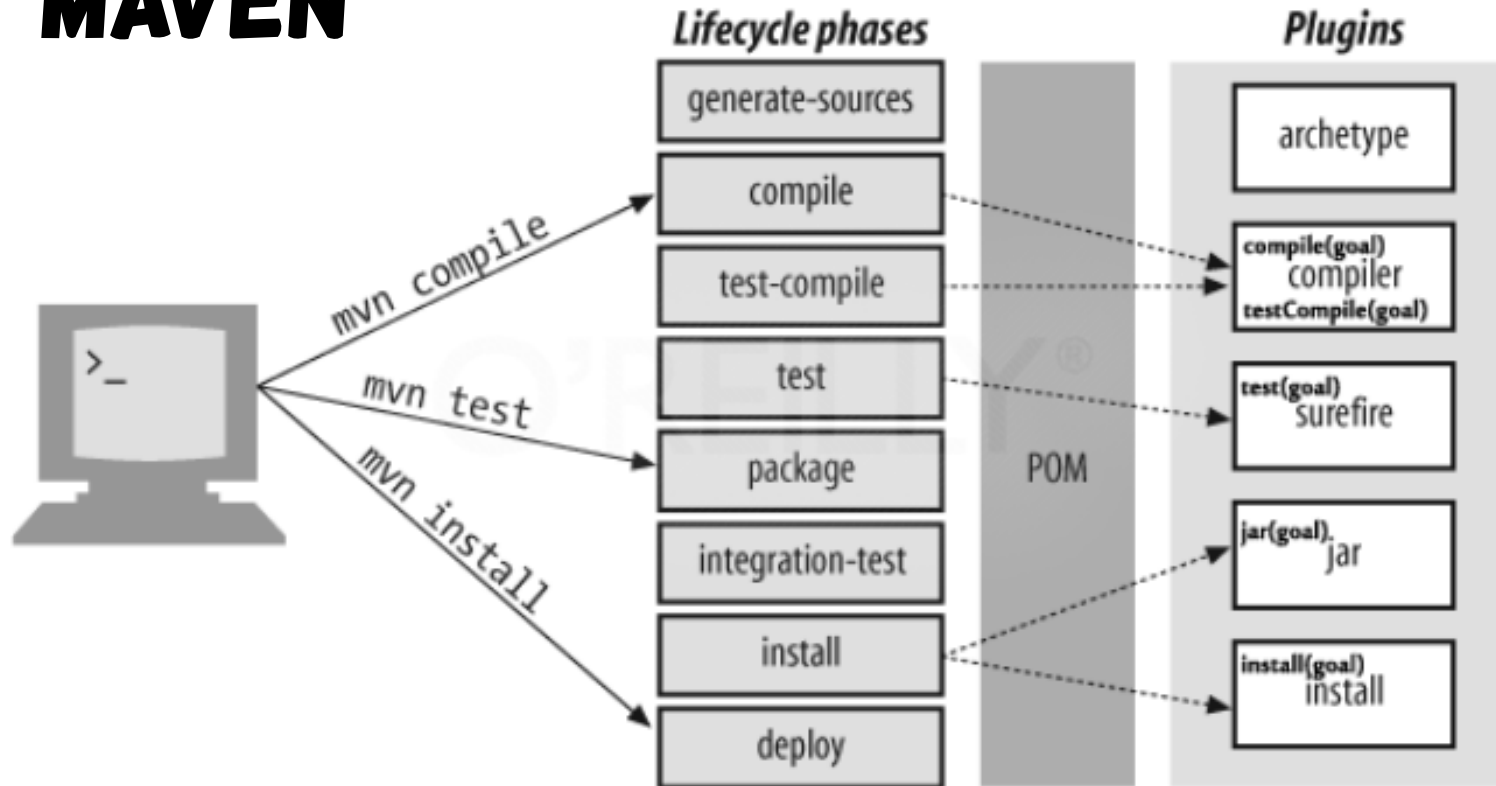 MAVEN
Lifecycle phases
Plugins
generate-sources
compile
test-compile
test
package
integration-test
install
deploy
mvn compile
mvn test
mvn install
>_
O'REILLY®
POM
archetype
compile(goal)
compiler
testCompile(goal)
test(goal)
surefire
jar(goal)
jar
install(goal)
install